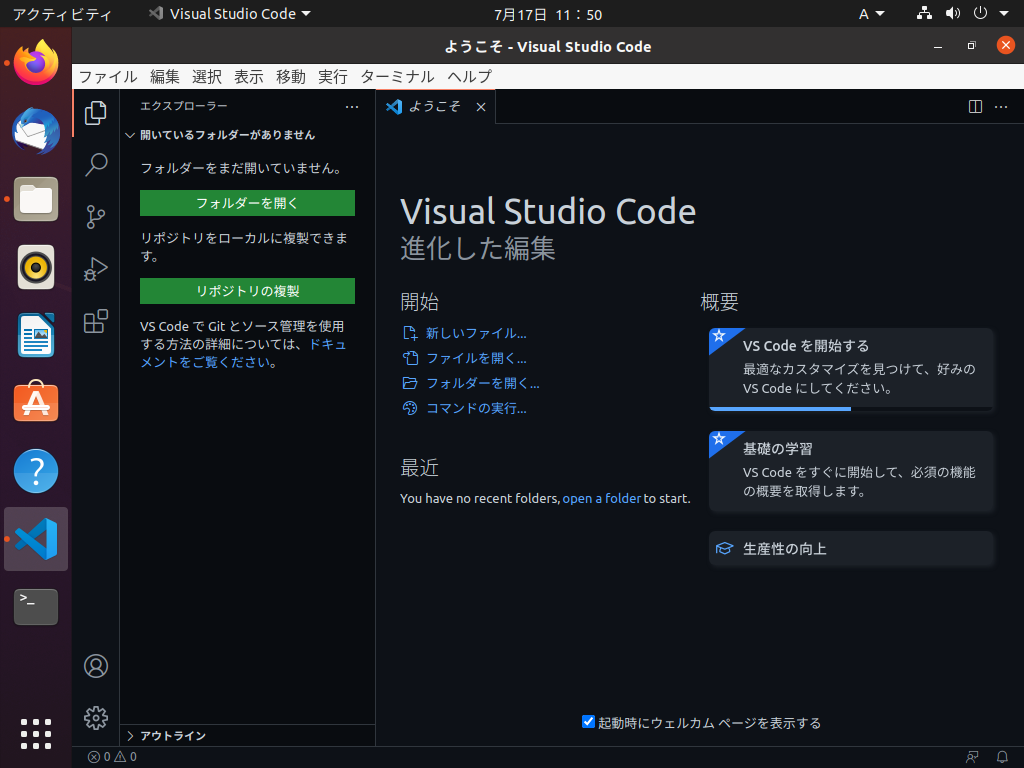 アクティビティ
Visual Studio Code
7月17日 11：50
A
ようこそ - Visual Studio Code
ファイル 編集 選択 表示 移動 実行 ターミナル ヘルプ
エクスプローラー
開いているフォルダーがありません
フォルダーをまだ開いていません。
フォルダーを開く
リポジトリをローカルに複製できま
す。
リポジトリの複製
VS Code で Git とソース管理を使用
する方法の詳細については、ドキュ
メントをご覧ください。
アウトライン
ようこそ
Visual Studio Code
進化した編集
開始
新しいファイル...
ファイルを開く...
フォルダーを開く...
コマンドの実行...
最近
You have no recent folders, open a folder to start.
概要
VS Code を開始する
最適なカスタマイズを見つけて、好みの
VS Code にしてください。
基礎の学習
VS Code をすぐに開始して、必須の機能
の概要を取得します。
生産性の向上
起動時にウェルカム ページを表示する
0 0